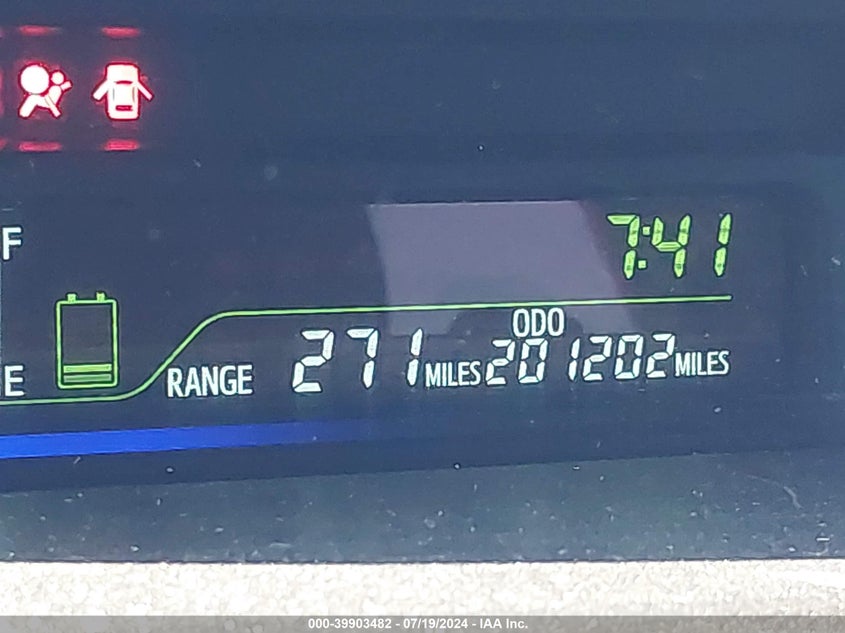 7:41
F
ODO
E RANGE 271 MILES 201202 MILES
000-39903482 - 07/19/2024 - IAA Inc.